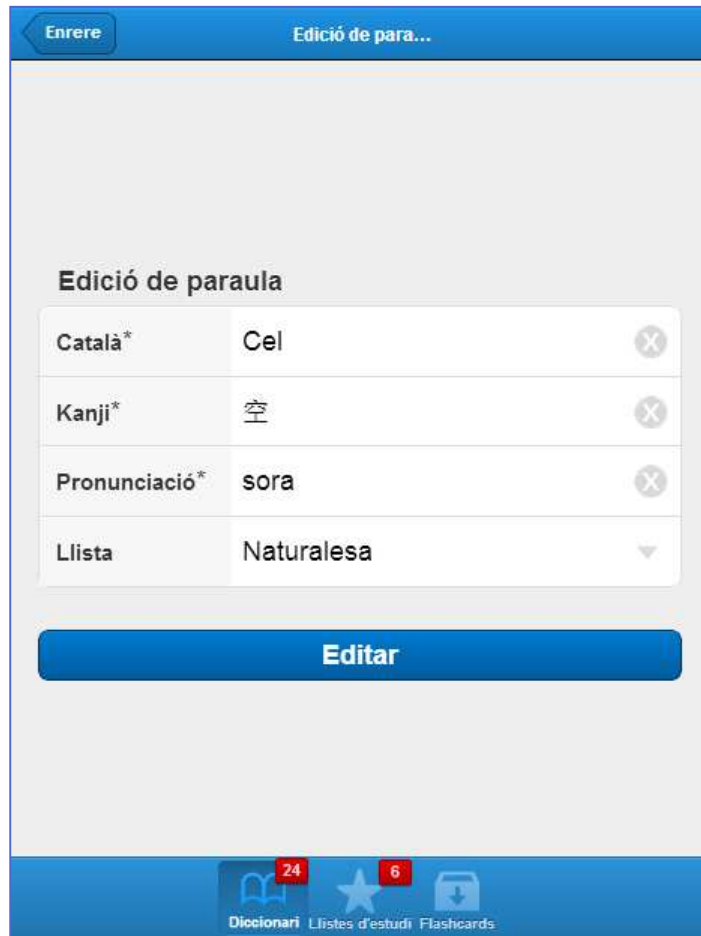 Enrere
Edició de para...
Edició de paraula
Català* Cel
Kanji* 空
Pronunciació* sora
Llista Naturalesa
Editar
24 6
Diccionari Llistes d'estudi Flashcards